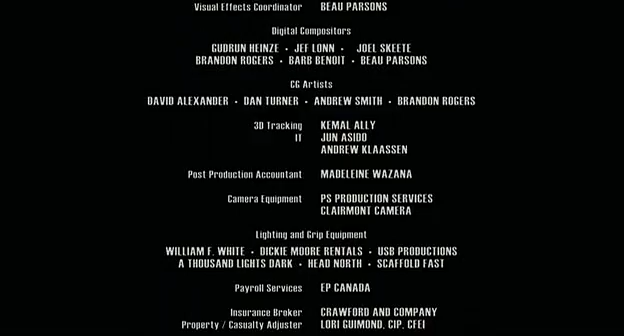 Visual Effects Coordinator BEAU PARSONS
Digital Compositors
GUDRUN HEINZE • JEF LONN • JOEL SKEETE
BRANDON ROGERS • BARB BENOIT • BEAU PARSONS
CG Artists
DAVID ALEXANDER • DAN TURNER • ANDREW SMITH • BRANDON ROGERS
3D Tracking KEMAL ALLY
IT JUN ASIDO
ANDREW KLAASSEN
Post Production Accountant MADELEINE WAZANA
Camera Equipment PS PRODUCTION SERVICES
CLAIRMONT CAMERA
Lighting and Grip Equipment
WILLIAM F. WHITE • DICKIE MOORE RENTALS • USB PRODUCTIONS
A THOUSAND LIGHTS DARK • HEAD NORTH • SCAFFOLD FAST
Payroll Services EP CANADA
Insurance Broker CRAWFORD AND COMPANY
Property / Casualty Adjuster LORI GUIMOND, CIP, CFEI